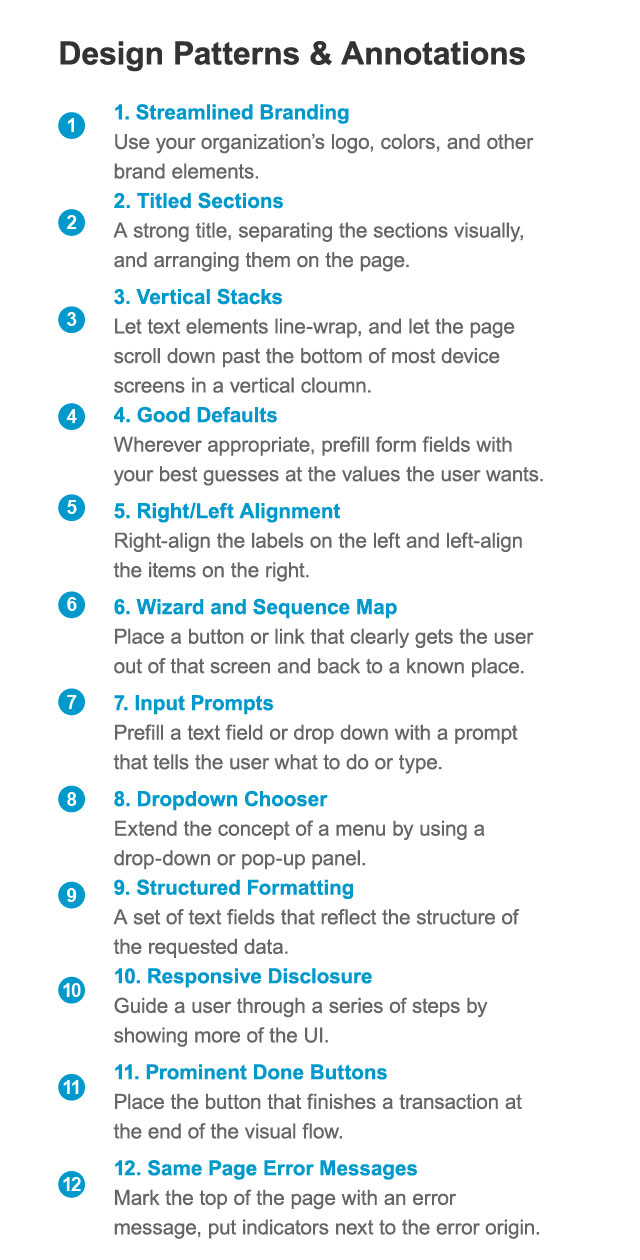 Design Patterns & Annotations
1
1. Streamlined Branding
Use your organization’s logo, colors, and other
brand elements.
2
2. Titled Sections
A strong title, separating the sections visually,
and arranging them on the page.
3
3. Vertical Stacks
Let text elements line-wrap, and let the page
scroll down past the bottom of most device
screens in a vertical cloumn.
4
4. Good Defaults
Wherever appropriate, prefill form fields with
your best guesses at the values the user wants.
5
5. Right/Left Alignment
Right-align the labels on the left and left-align
the items on the right.
6
6. Wizard and Sequence Map
Place a button or link that clearly gets the user
out of that screen and back to a known place.
7
7. Input Prompts
Prefill a text field or drop down with a prompt
that tells the user what to do or type.
8
8. Dropdown Chooser
Extend the concept of a menu by using a
drop-down or pop-up panel.
9
9. Structured Formatting
A set of text fields that reflect the structure of
the requested data.
10
10. Responsive Disclosure
Guide a user through a series of steps by
showing more of the UI.
11
11. Prominent Done Buttons
Place the button that finishes a transaction at
the end of the visual flow.
12
12. Same Page Error Messages
Mark the top of the page with an error
message, put indicators next to the error origin.